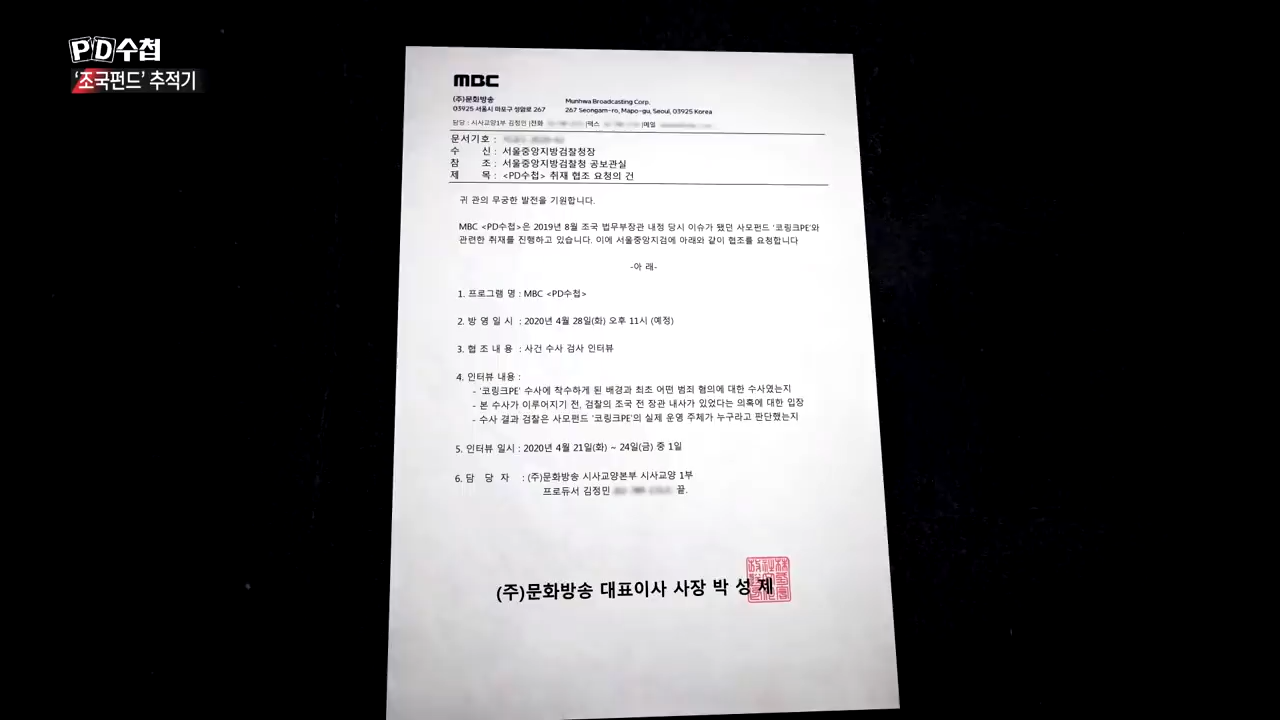 PD수첩
'조국펀드' 추적기
MBC
(주)문화방송
03925 서울시 마포구 성암로 267
Munhwa Broadcasting Corp.
267 Seongam-ro, Mapo-gu, Seoul, 03925 Korea
담당 : 시사교양1부 김정민 |전화 |팩스 |메일
문서기호 :
수 신 : 서울중앙지방검찰청장
참 조 : 서울중앙지방검찰청 공보관실
제 목 : <PD수첩> 취재 협조 요청의 건
귀 관의 무궁한 발전을 기원합니다.
MBC <PD수첩>은 2019년 8월 조국 법무부장관 내정 당시 이슈가 됐던 사모펀드 '코링크PE'와
관련한 취재를 진행하고 있습니다. 이에 서울중앙지검에 아래와 같이 협조를 요청합니다
-아 래-
1. 프로그램 명 : MBC <PD수첩>
2. 방 영 일 시 : 2020년 4월 28일(화) 오후 11시 (예정)
3. 협 조 내 용 : 사건 수사 검사 인터뷰
4. 인터뷰 내용 :
- '코링크PE' 수사에 착수하게 된 배경과 최초 어떤 범죄 혐의에 대한 수사였는지
- 본 수사가 이루어지기 전, 검찰의 조국 전 장관 내사가 있었다는 의혹에 대한 입장
- 수사 결과 검찰은 사모펀드 '코링크PE'의 실제 운영 주체가 누구라고 판단했는지
5. 인터뷰 일시 : 2020년 4월 21일(화) ~ 24일(금) 중 1일
6. 담 당 자 : (주)문화방송 시사교양본부 시사교양 1부
프로듀서 김정민 끝.
(주)문화방송 대표이사 사장 박 성 제